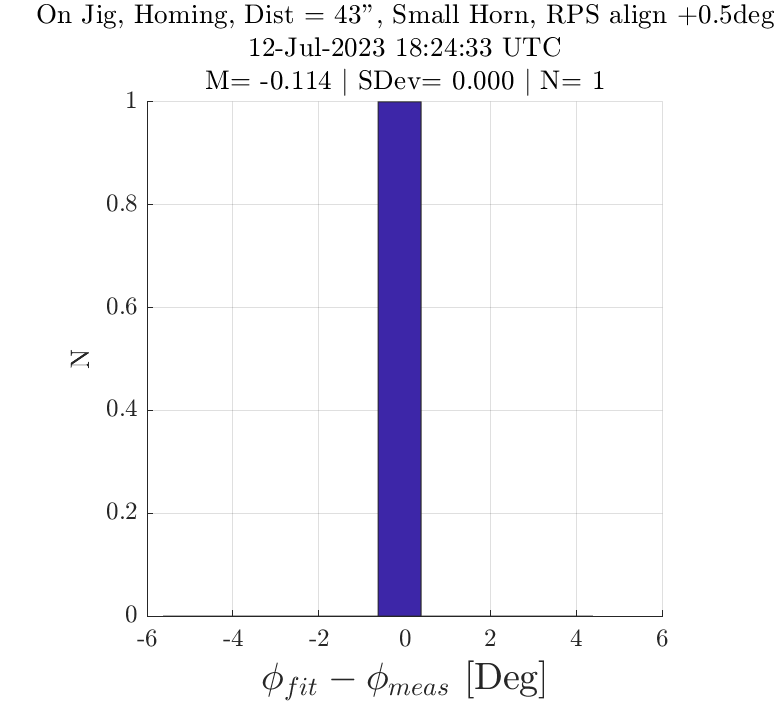 On Jig, Homing, Dist = 43”, Small Horn, RPS align +0.5deg
12-Jul-2023 18:24:33 UTC
M= -0.114 | SDev= 0.000 | N= 1
1
0.8
0.6
0.4
0.2
0
N
-6 -4 -2 0 2 4 6
ϕ_fit − ϕ_meas [Deg]